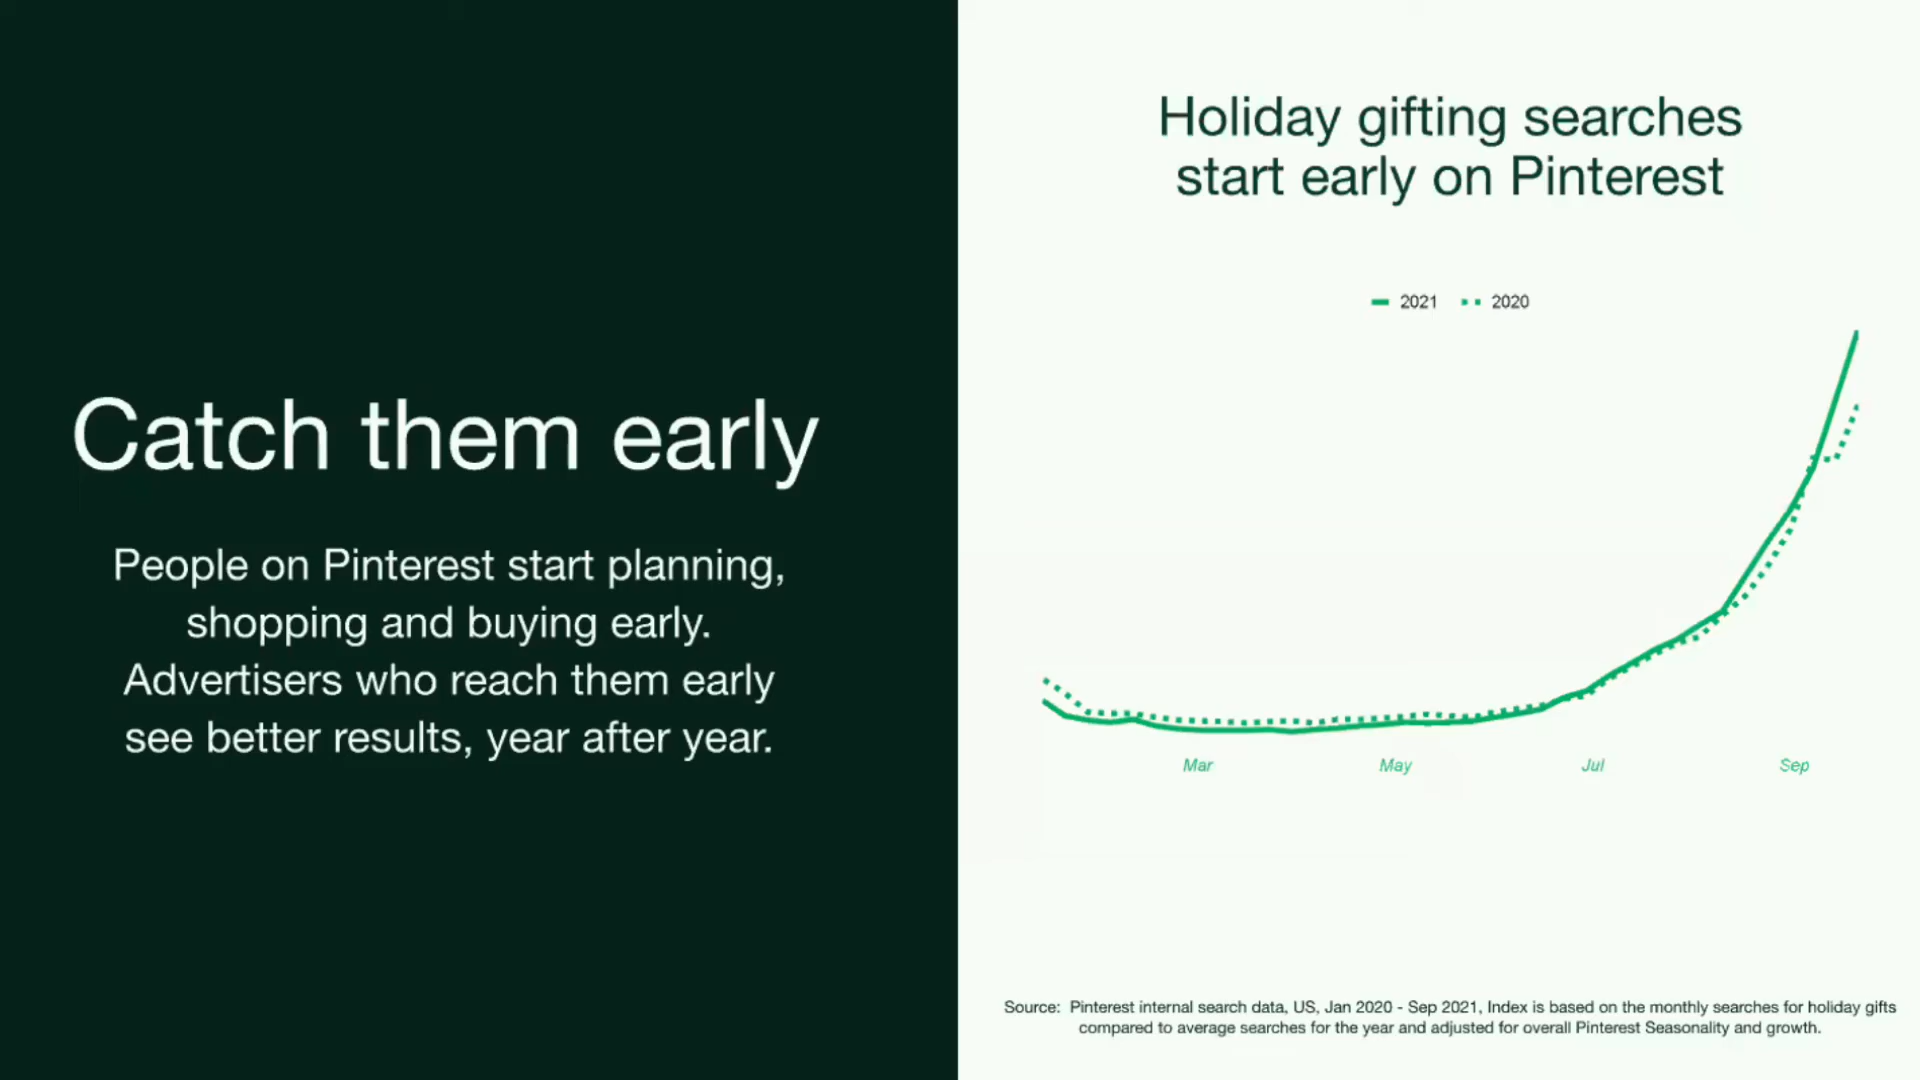 Catch them early
People on Pinterest start planning,
shopping and buying early.
Advertisers who reach them early
see better results, year after year.
Holiday gifting searches
start early on Pinterest
2021 2020
Mar May Jul Sep
Source: Pinterest internal search data, US, Jan 2020 - Sep 2021, Index is based on the monthly searches for holiday gifts
compared to average searches for the year and adjusted for overall Pinterest Seasonality and growth.